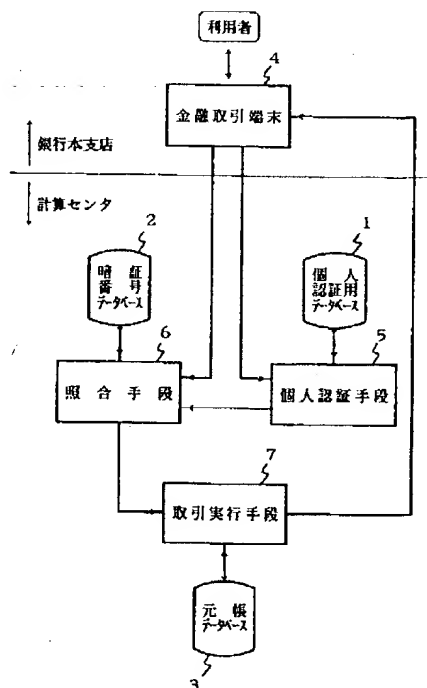 利用者
4
金融取引端末
銀行本支店
計算センタ
2
1
暗証
番号
データベース
個人
認証用
データベース
6
5
照合手段
個人認証手段
7
取引実行手段
元帳
データベース
3